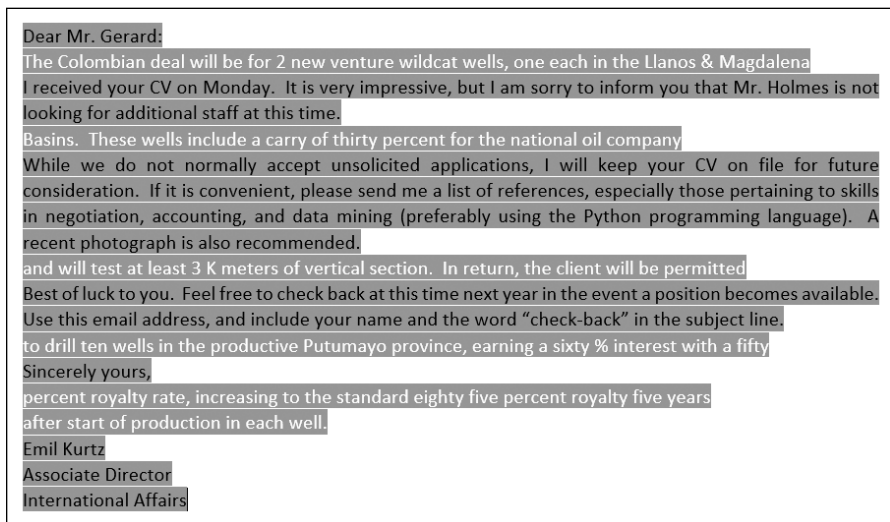 Dear Mr. Gerard:
The Colombian deal will be for 2 new venture wildcat wells, one each in the Llanos & Magdalena
I received your CV on Monday.  It is very impressive, but I am sorry to inform you that Mr. Holmes is not
looking for additional staff at this time.
Basins.  These wells include a carry of thirty percent for the national oil company
While we do not normally accept unsolicited applications, I will keep your CV on file for future
consideration.  If it is convenient, please send me a list of references, especially those pertaining to skills
in negotiation, accounting, and data mining (preferably using the Python programming language).  A
recent photograph is also recommended.
and will test at least 3 K meters of vertical section.  In return, the client will be permitted
Best of luck to you.  Feel free to check back at this time next year in the event a position becomes available.
Use this email address, and include your name and the word “check-back” in the subject line.
to drill ten wells in the productive Putumayo province, earning a sixty % interest with a fifty
Sincerely yours,
percent royalty rate, increasing to the standard eighty five percent royalty five years
after start of production in each well.
Emil Kurtz
Associate Director
International Affairs